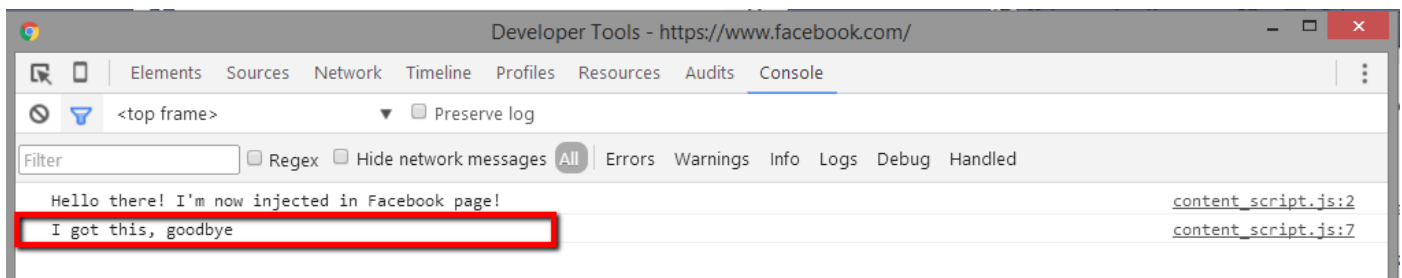 Developer Tools - https://www.facebook.com/
Elements Sources Network Timeline Profiles Resources Audits Console
<top frame> Preserve log
Filter Regex Hide network messages All Errors Warnings Info Logs Debug Handled
Hello there! I'm now injected in Facebook page! content_script.js:2
I got this, goodbye content_script.js:7